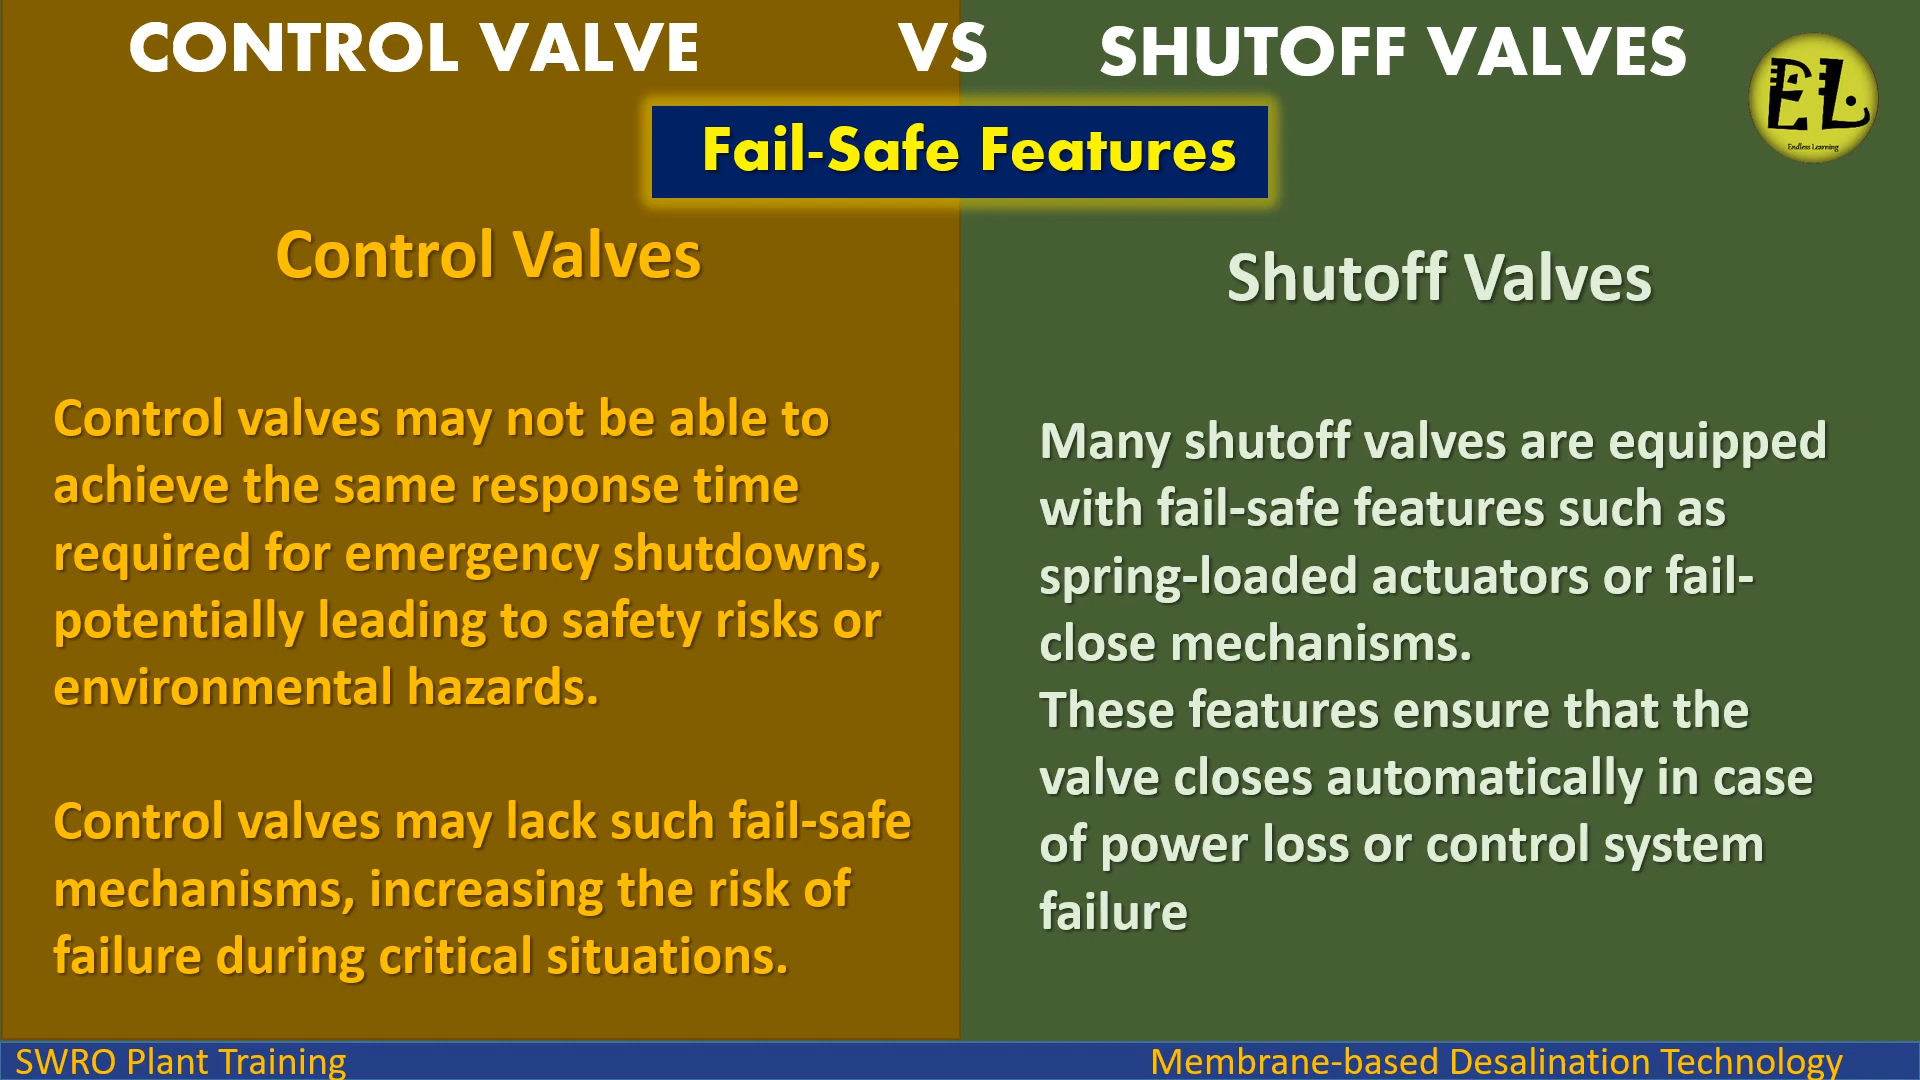 CONTROL VALVE VS SHUTOFF VALVES
EL
Endless Learning
Fail-Safe Features
Control Valves
Control valves may not be able to
achieve the same response time
required for emergency shutdowns,
potentially leading to safety risks or
environmental hazards.
Control valves may lack such fail-safe
mechanisms, increasing the risk of
failure during critical situations.
Shutoff Valves
Many shutoff valves are equipped
with fail-safe features such as
spring-loaded actuators or fail-
close mechanisms.
These features ensure that the
valve closes automatically in case
of power loss or control system
failure
SWRO Plant Training
Membrane-based Desalination Technology